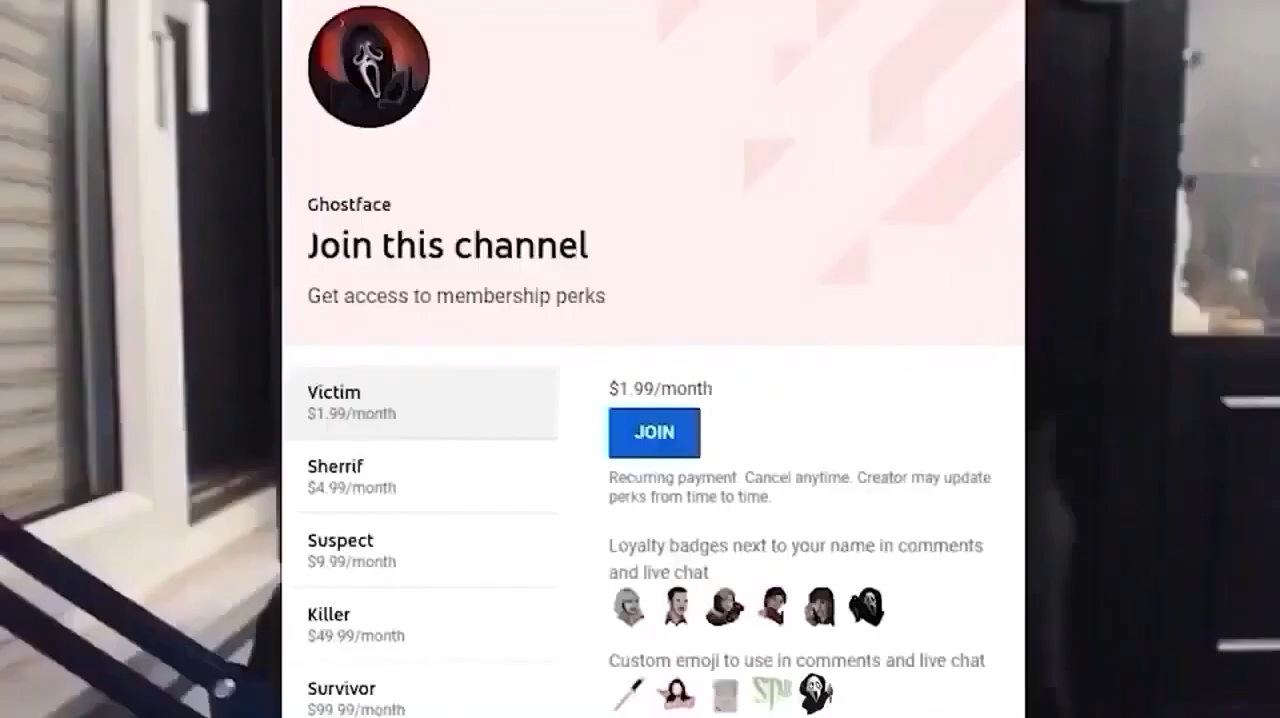 Ghostface
Join this channel
Get access to membership perks
Victim
$1.99/month
Sherrif
$4.99/month
Suspect
$9.99/month
Killer
$49.99/month
Survivor
$99.99/month
$1.99/month
JOIN
Recurring payment. Cancel anytime. Creator may update
perks from time to time.
Loyalty badges next to your name in comments
and live chat
Custom emoji to use in comments and live chat